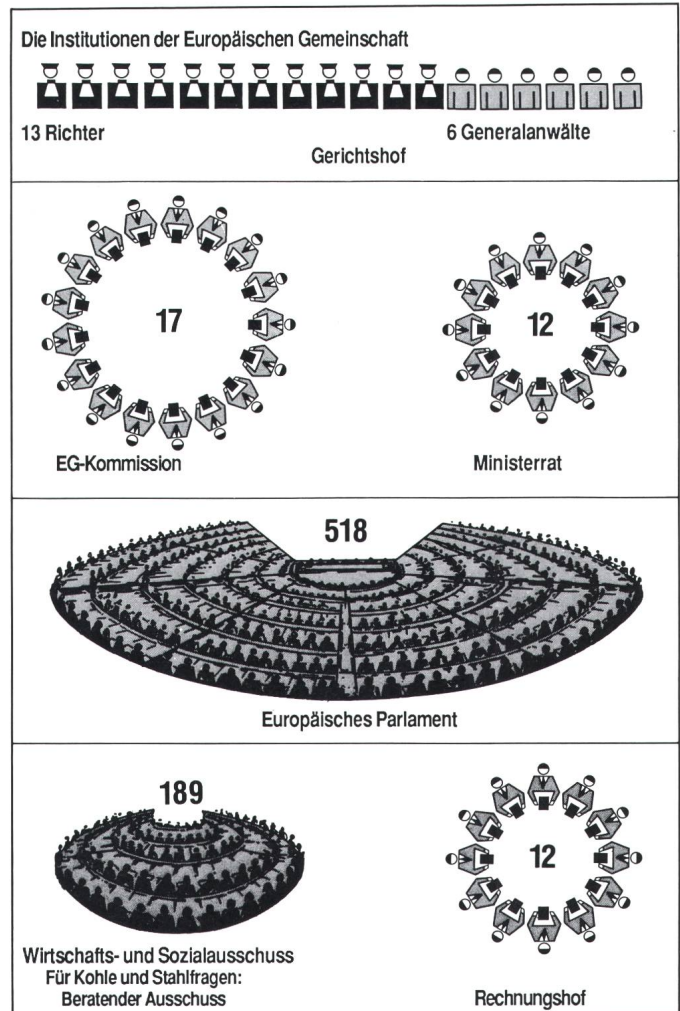 Die Institutionen der Europäischen Gemeinschaft
13 Richter
6 Generalanwälte
Gerichtshof
17
12
EG-Kommission
Ministerrat
518
Europäisches Parlament
189
12
Wirtschafts- und Sozialausschuss
Für Kohle und Stahlfragen:
Beratender Ausschuss
Rechnungshof